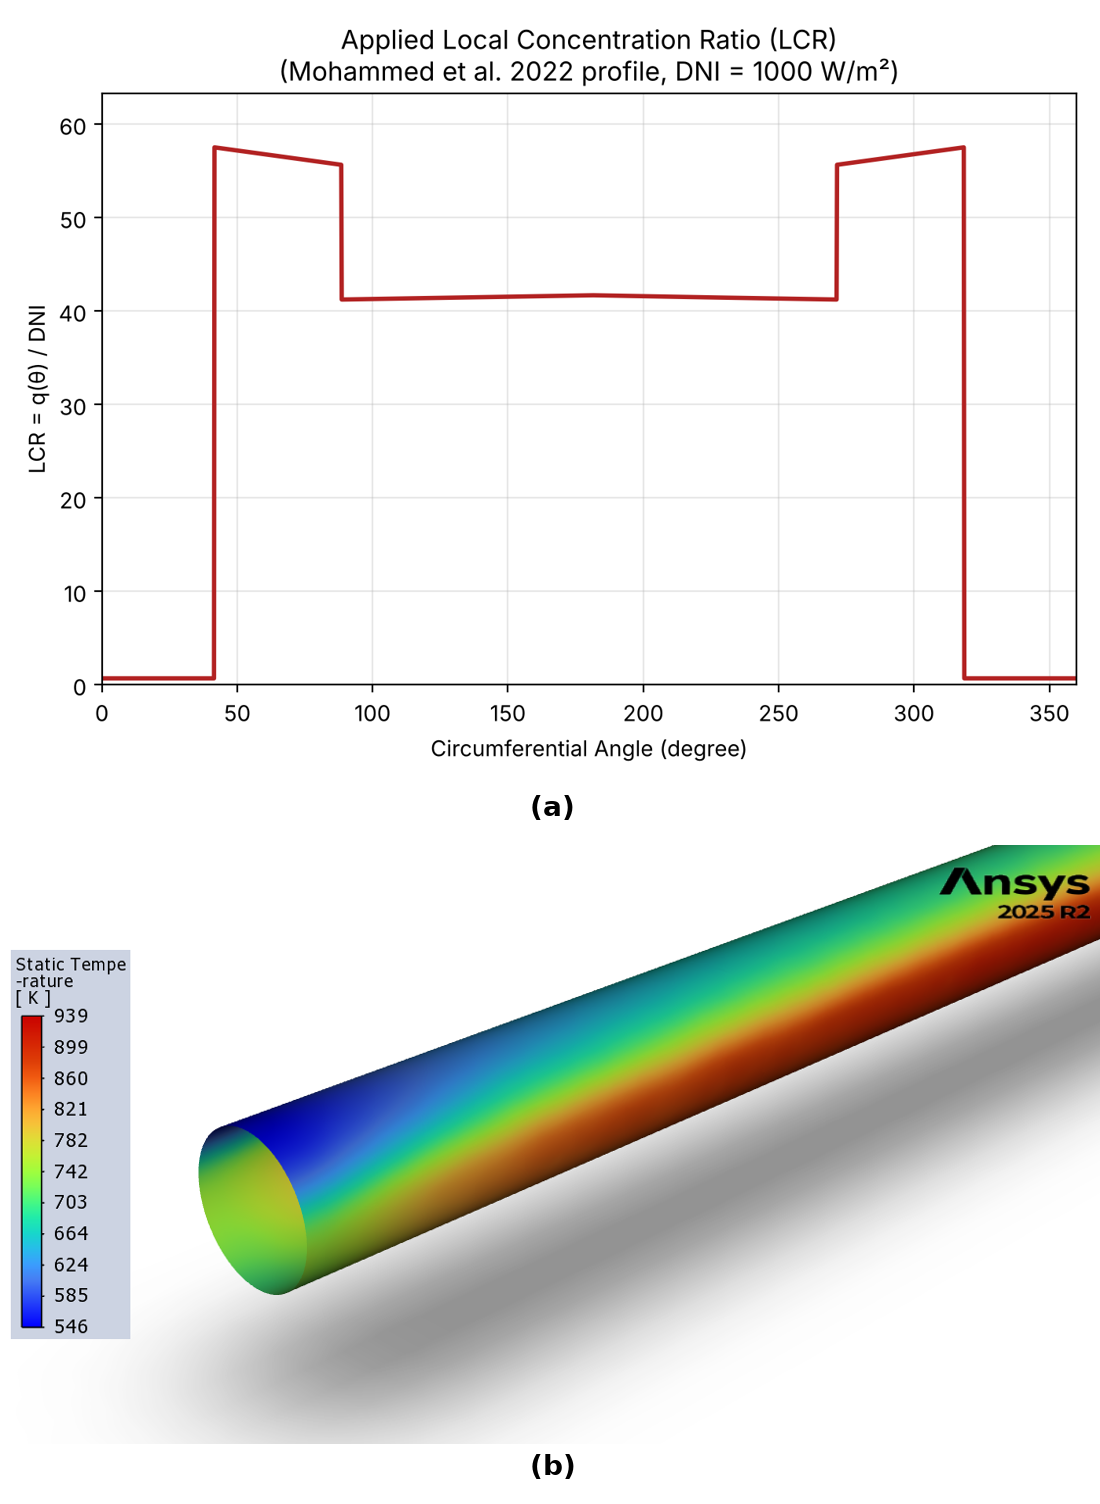 Applied Local Concentration Ratio (LCR)
(Mohammed et al. 2022 profile, DNI = 1000 W/m²)
60
50
40
30
20
10
0
LCR = q(θ) / DNI
0 50 100 150 200 250 300 350
Circumferential Angle (degree)
(a)
Ansys
2025 R2
Static Tempe
-rature
[ K ]
939
899
860
821
782
742
703
664
624
585
546
(b)